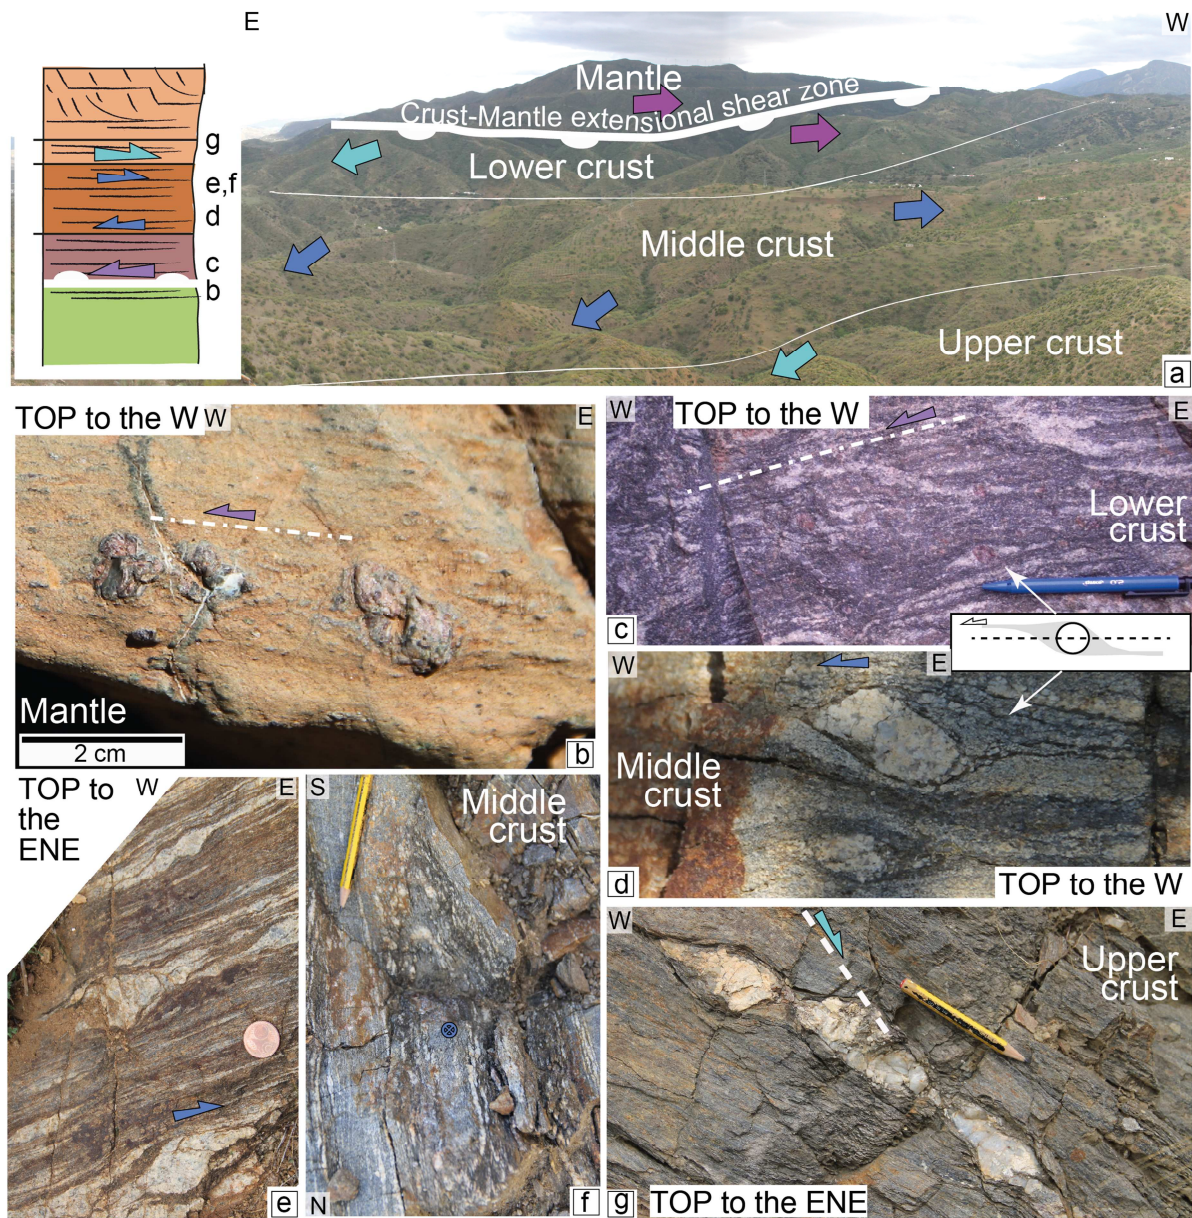 E
W
Mantle
Crust-Mantle extensional shear zone
Lower crust
Middle crust
Upper crust
a
g
e,f
d
c
b
TOP to the W
W
E
Mantle
2 cm
b
W
TOP to the W
E
Lower
crust
c
W
E
Middle
crust
d
TOP to the W
TOP to
the
ENE
W
E
e
S
Middle
crust
N
f
W
E
Upper
crust
TOP to the ENE
g